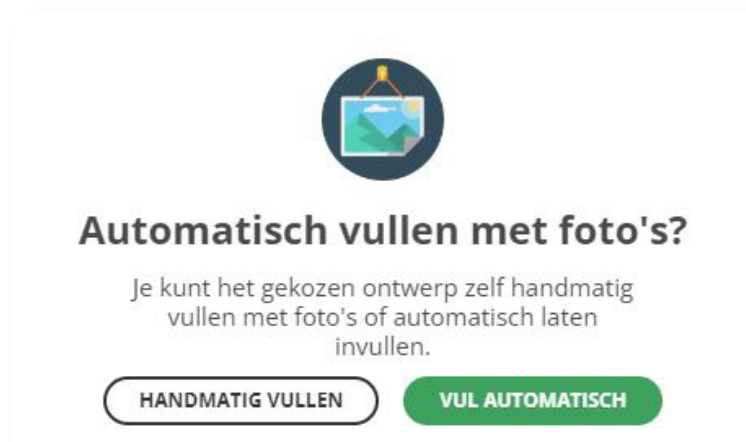 Automatisch vullen met foto's?
Je kunt het gekozen ontwerp zelf handmatig
vullen met foto's of automatisch laten
invullen.
HANDMATIG VULLEN
VUL AUTOMATISCH